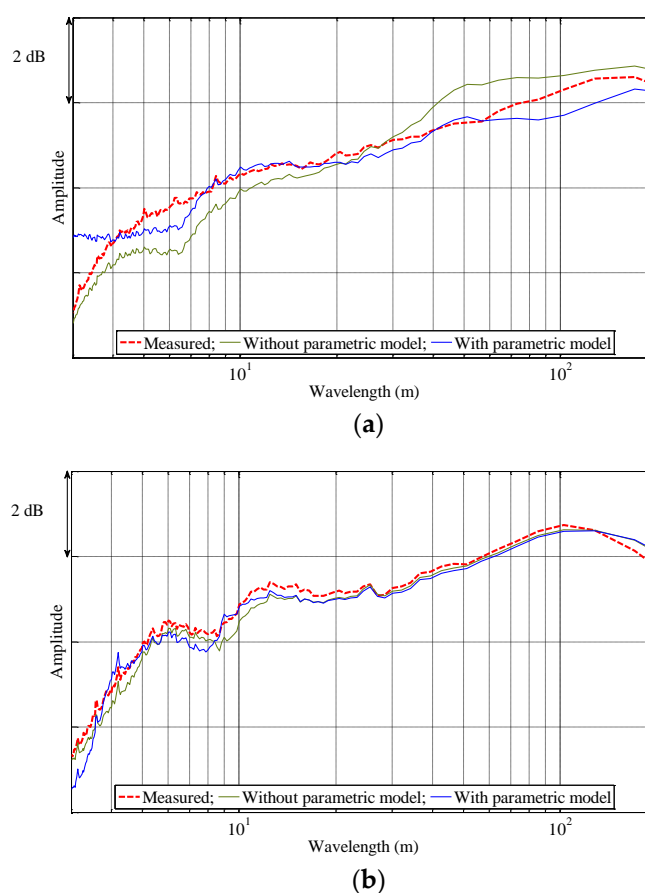 2 dB
Amplitude
Measured; Without parametric model; With parametric model
10¹ 10²
Wavelength (m)
(a)
2 dB
Amplitude
Measured; Without parametric model; With parametric model
10¹ 10²
Wavelength (m)
(b)